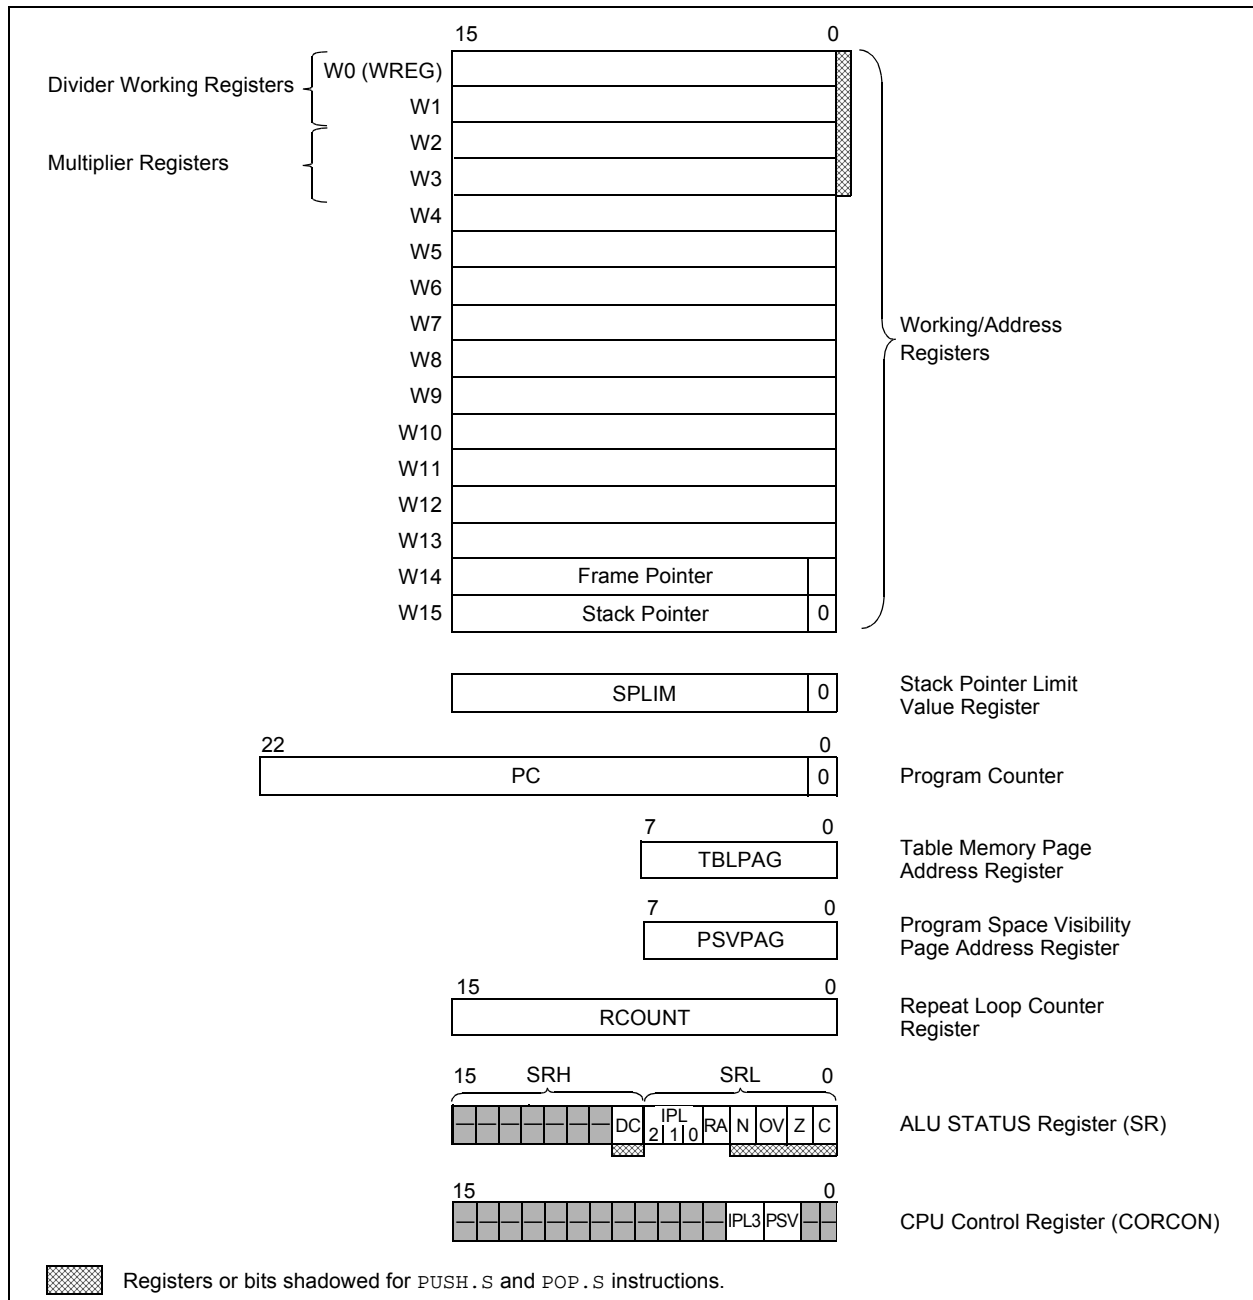 15 0
Divider Working Registers
W0 (WREG)
W1
Multiplier Registers
W2
W3
W4
W5
W6
W7
W8
W9
W10
W11
W12
W13
W14 Frame Pointer
W15 Stack Pointer 0
Working/Address
Registers
SPLIM 0
Stack Pointer Limit
Value Register
22 0
PC 0 Program Counter
7 0
TBLPAG
Table Memory Page
Address Register
7 0
PSVPAG
Program Space Visibility
Page Address Register
15 0
RCOUNT
Repeat Loop Counter
Register
15 SRH SRL 0
— — — — — — — DC IPL 2 1 0 RA N OV Z C ALU STATUS Register (SR)
15 0
— — — — — — — — — — — — IPL3 PSV — — CPU Control Register (CORCON)
Registers or bits shadowed for PUSH.S and POP.S instructions.